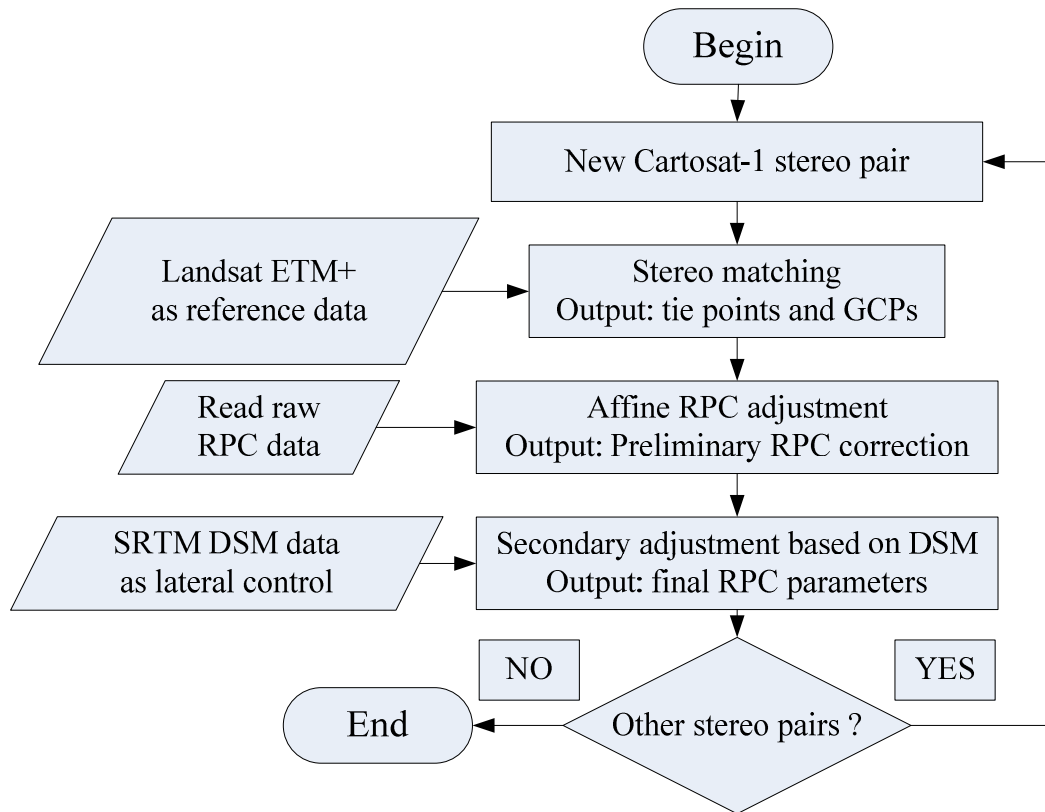 Begin
New Cartosat-1 stereo pair
Landsat ETM+
as reference data
Stereo matching
Output: tie points and GCPs
Read raw
RPC data
Affine RPC adjustment
Output: Preliminary RPC correction
SRTM DSM data
as lateral control
Secondary adjustment based on DSM
Output: final RPC parameters
NO
YES
End
Other stereo pairs ?